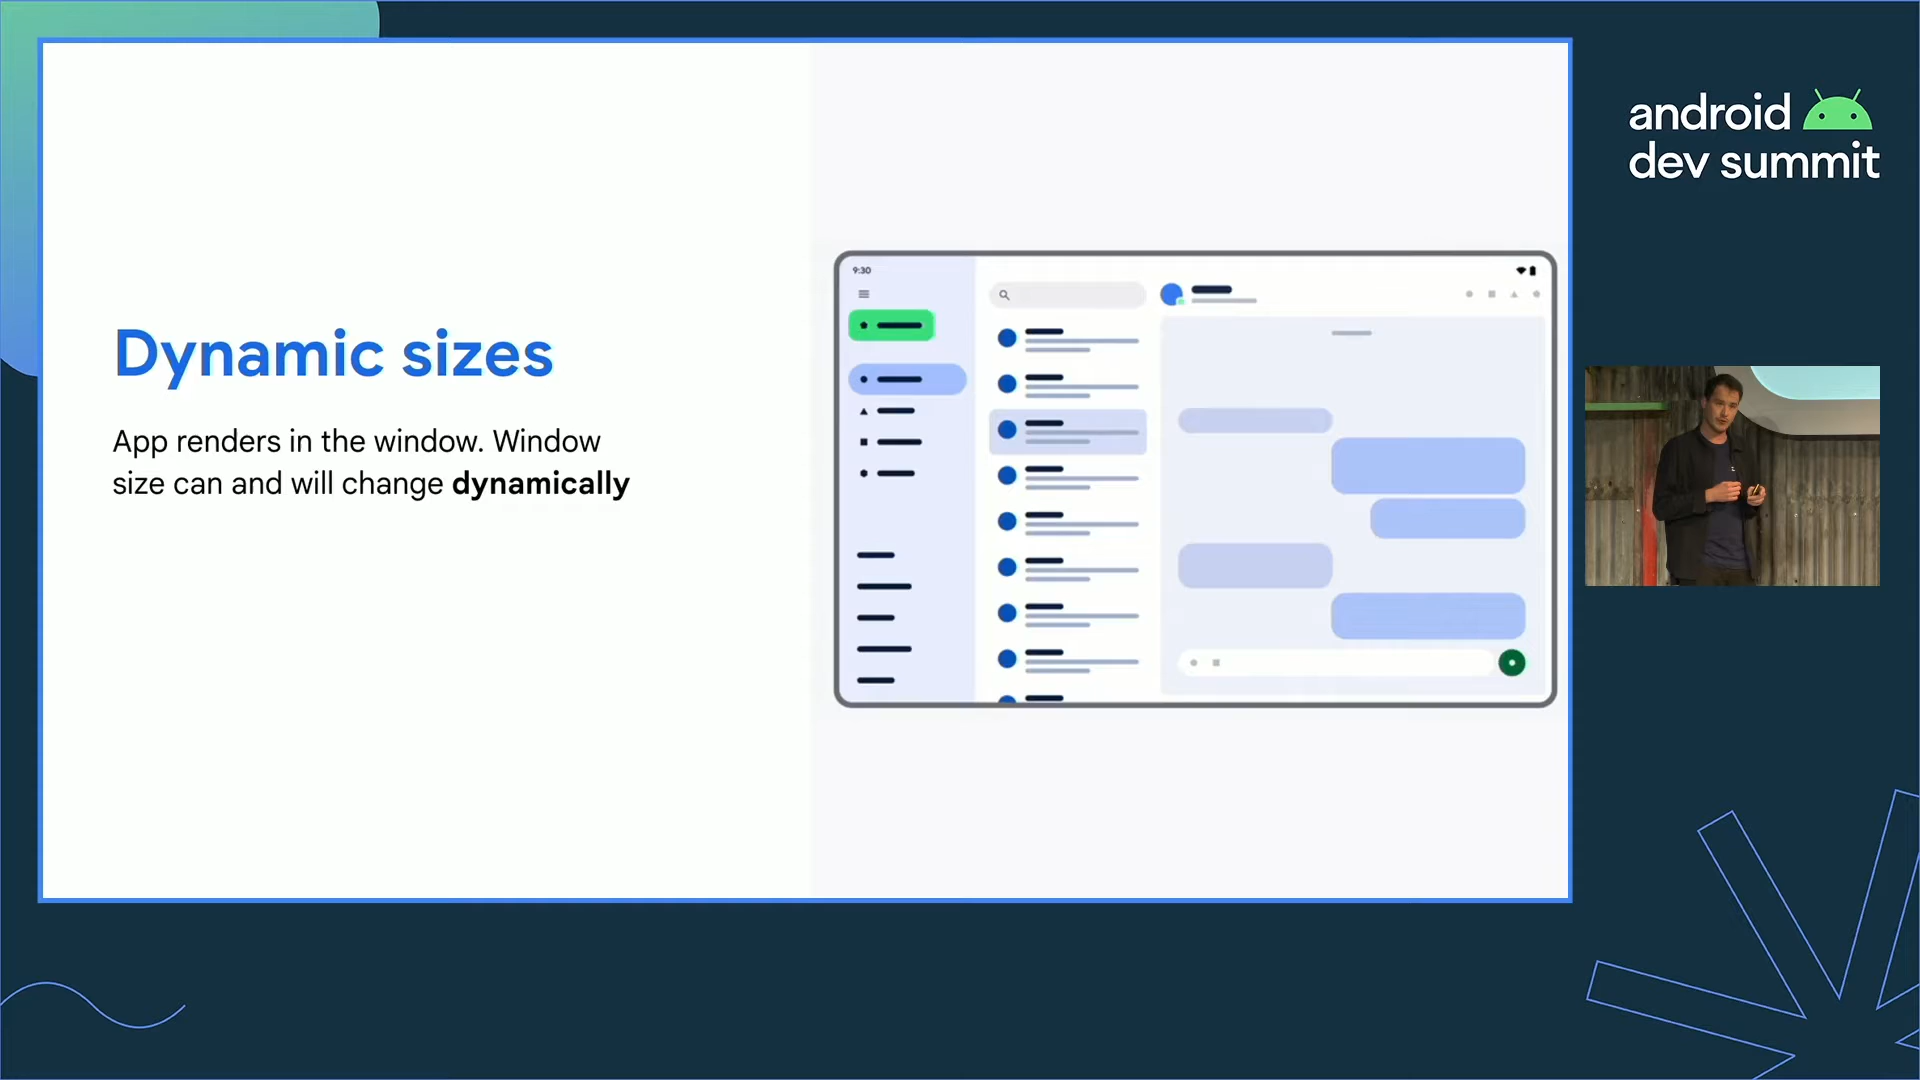 Dynamic sizes
App renders in the window. Window
size can and will change dynamically
9:30
android
dev summit